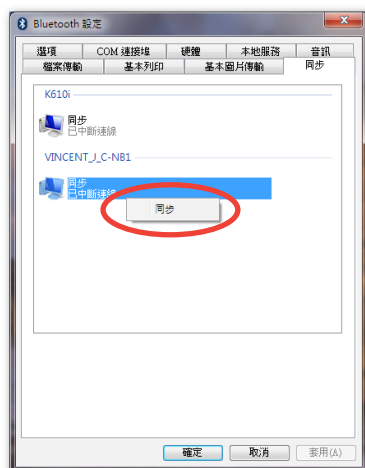 Bluetooth 設定
選項 COM 連接埠 硬體 本地服務 音訊
檔案傳輸 基本列印 基本圖片傳輸 同步
K610i
同步
已中斷連線
VINCENT_J_C-NB1
同步
已中斷連線
同步
確定 取消 套用(A)